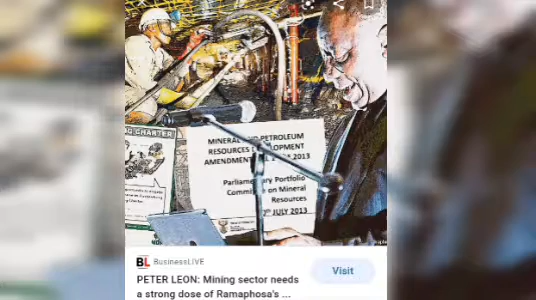 G CHARTER
MINERAL AND PETROLEUM
RESOURCES DEVELOPMENT
AMENDMENT 2013
Parliamentary Portfolio
Committee on Mineral
Resources
JULY 2013
BL BusinessLIVE
Visit
PETER LEON: Mining sector needs
a strong dose of Ramaphosa's ...